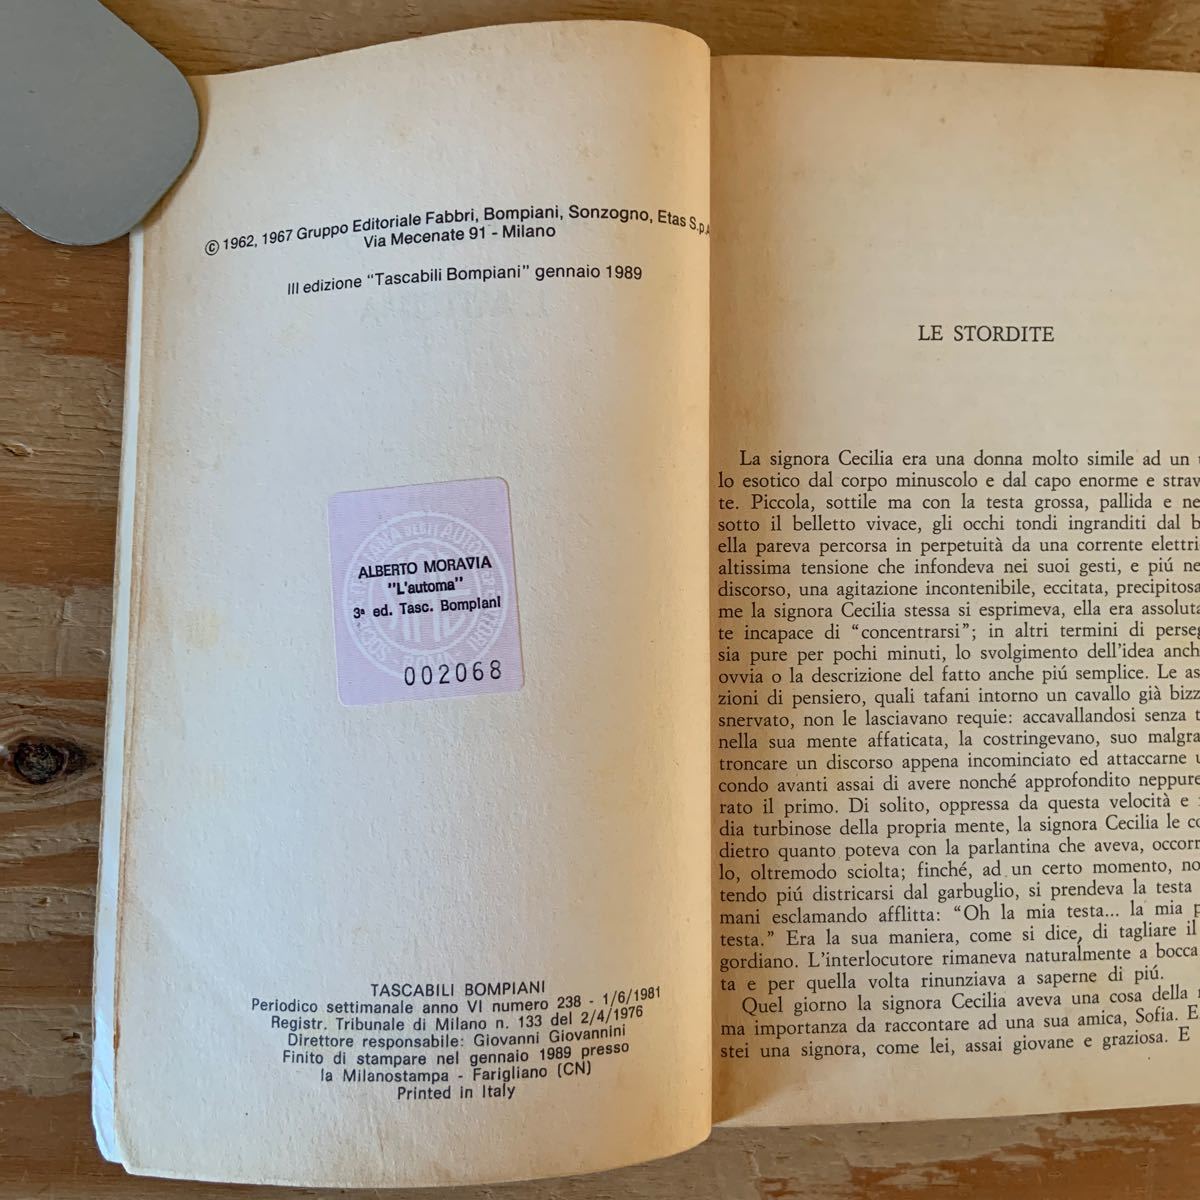 © 1962, 1967 Gruppo Editoriale Fabbri, Bompiani, Sonzogno, Etas S.p.A
Via Mecenate 91 - Milano
III edizione "Tascabili Bompiani" gennaio 1989
ALBERTO MORAVIA
"L'automa"
3ª ed. Tasc. Bompiani
002068
TASCABILI BOMPIANI
Periodico settimanale anno VI numero 238 - 1/6/1981
Registr. Tribunale di Milano n. 133 del 2/4/1976
Direttore responsabile: Giovanni Giovannini
Finito di stampare nel gennaio 1989 presso
la Milanostampa - Farigliano (CN)
Printed in Italy
LE STORDITE
La signora Cecilia era una donna molto simile ad un
lo esotico dal corpo minuscolo e dal capo enorme e strav
te. Piccola, sottile ma con la testa grossa, pallida e ne
sotto il belletto vivace, gli occhi tondi ingranditi dal b
ella pareva percorsa in perpetuità da una corrente elettri
altissima tensione che infondeva nei suoi gesti, e piú ne
discorso, una agitazione incontenibile, eccitata, precipitosa
me la signora Cecilia stessa si esprimeva, ella era assoluta
te incapace di "concentrarsi"; in altri termini di perseg
sia pure per pochi minuti, lo svolgimento dell'idea anch
ovvia o la descrizione del fatto anche piú semplice. Le as
zioni di pensiero, quali tafani intorno un cavallo già bizz
snervato, non le lasciavano requie: accavallandosi senza t
nella sua mente affaticata, la costringevano, suo malgra
troncare un discorso appena incominciato ed attaccarne u
condo avanti assai di avere nonché approfondito neppure
rato il primo. Di solito, oppressa da questa velocità e
dia turbinose della propria mente, la signora Cecilia le co
dietro quanto poteva con la parlantina che aveva, occorr
lo, oltremodo sciolta; finché, ad un certo momento, no
tendo piú districarsi dal garbuglio, si prendeva la testa
mani esclamando afflitta: "Oh la mia testa... la mia p
testa." Era la sua maniera, come si dice, di tagliare il
gordiano. L'interlocutore rimaneva naturalmente a bocca
ta e per quella volta rinunziava a saperne di piú.
Quel giorno la signora Cecilia aveva una cosa della
ma importanza da raccontare ad una sua amica, Sofia. E
stei una signora, come lei, assai giovane e graziosa. E